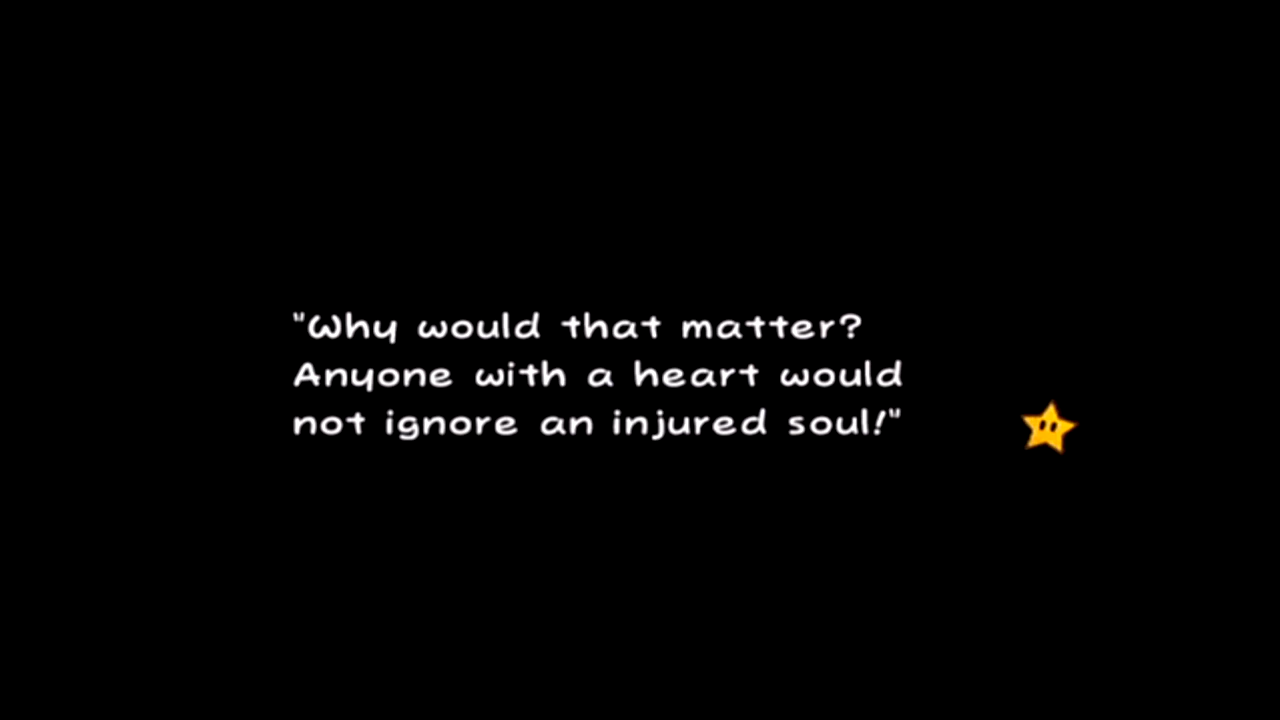 "Why would that matter?
Anyone with a heart would
not ignore an injured soul!"